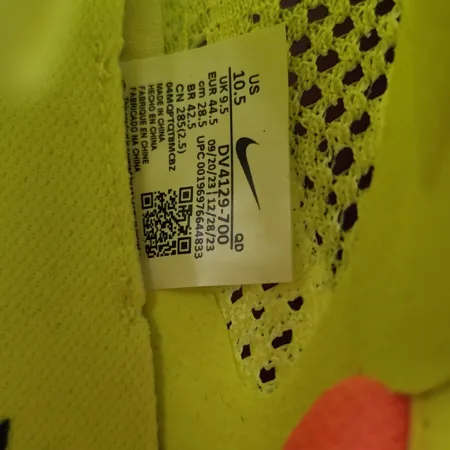 US
10.5
UK 9.5
EUR 44.5
cm 28.5
BR 42.5
CN 285(2.5)
DV4129-700 QD
09/20/23 12/28/23
UPC 00196976644833
04MQPTQT8MCBZ
MADE IN CHINA
HECHO EN CHINA
FABRIQUE EN CHINE
FABRICADO NA CHINA